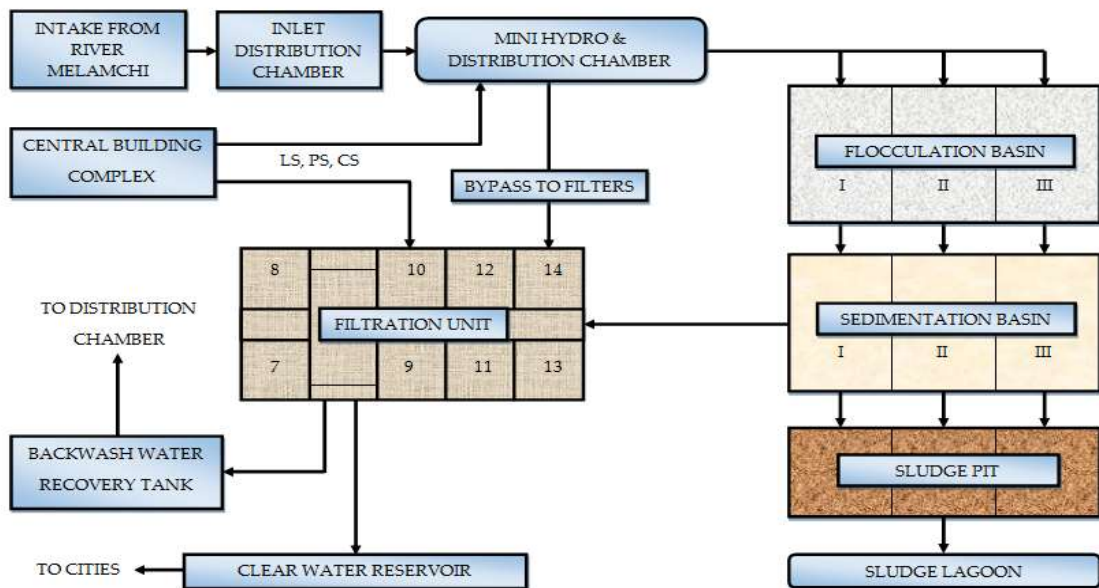 INTAKE FROM
RIVER
MELAMCHI
INLET
DISTRIBUTION
CHAMBER
MINI HYDRO &
DISTRIBUTION CHAMBER
CENTRAL BUILDING
COMPLEX
LS, PS, CS
BYPASS TO FILTERS
FLOCCULATION BASIN
I II III
8 10 12 14
FILTRATION UNIT
7 9 11 13
SEDIMENTATION BASIN
I II III
TO DISTRIBUTION
CHAMBER
BACKWASH WATER
RECOVERY TANK
SLUDGE PIT
TO CITIES
CLEAR WATER RESERVOIR
SLUDGE LAGOON